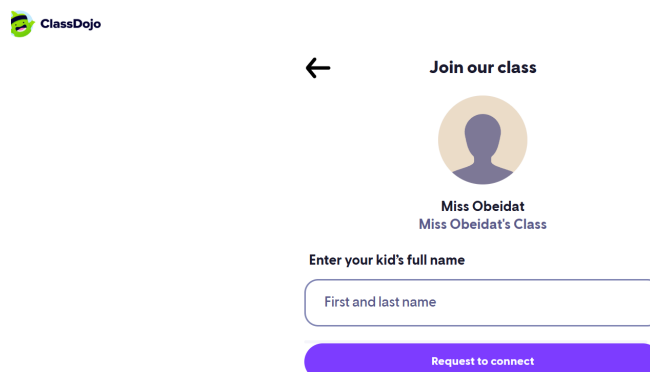 ClassDojo
Join our class
Miss Obeidat
Miss Obeidat's Class
Enter your kid's full name
First and last name
Request to connect